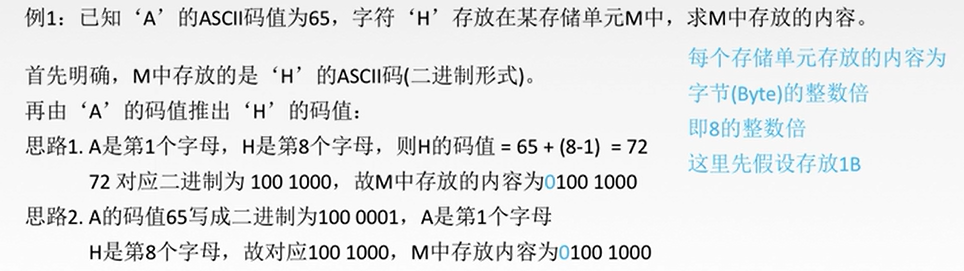 例1：已知‘A’的ASCII码值为65，字符‘H’存放在某存储单元M中，求M中存放的内容。
首先明确，M中存放的是‘H’的ASCII码(二进制形式)。
再由‘A’的码值推出‘H’的码值：
思路1. A是第1个字母，H是第8个字母，则H的码值 = 65 + (8-1) = 72
72 对应二进制为 100 1000，故M中存放的内容为0100 1000
思路2. A的码值65写成二进制为100 0001，A是第1个字母
H是第8个字母，故对应100 1000，M中存放内容为0100 1000
每个存储单元存放的内容为
字节(Byte)的整数倍
即8的整数倍
这里先假设存放1B